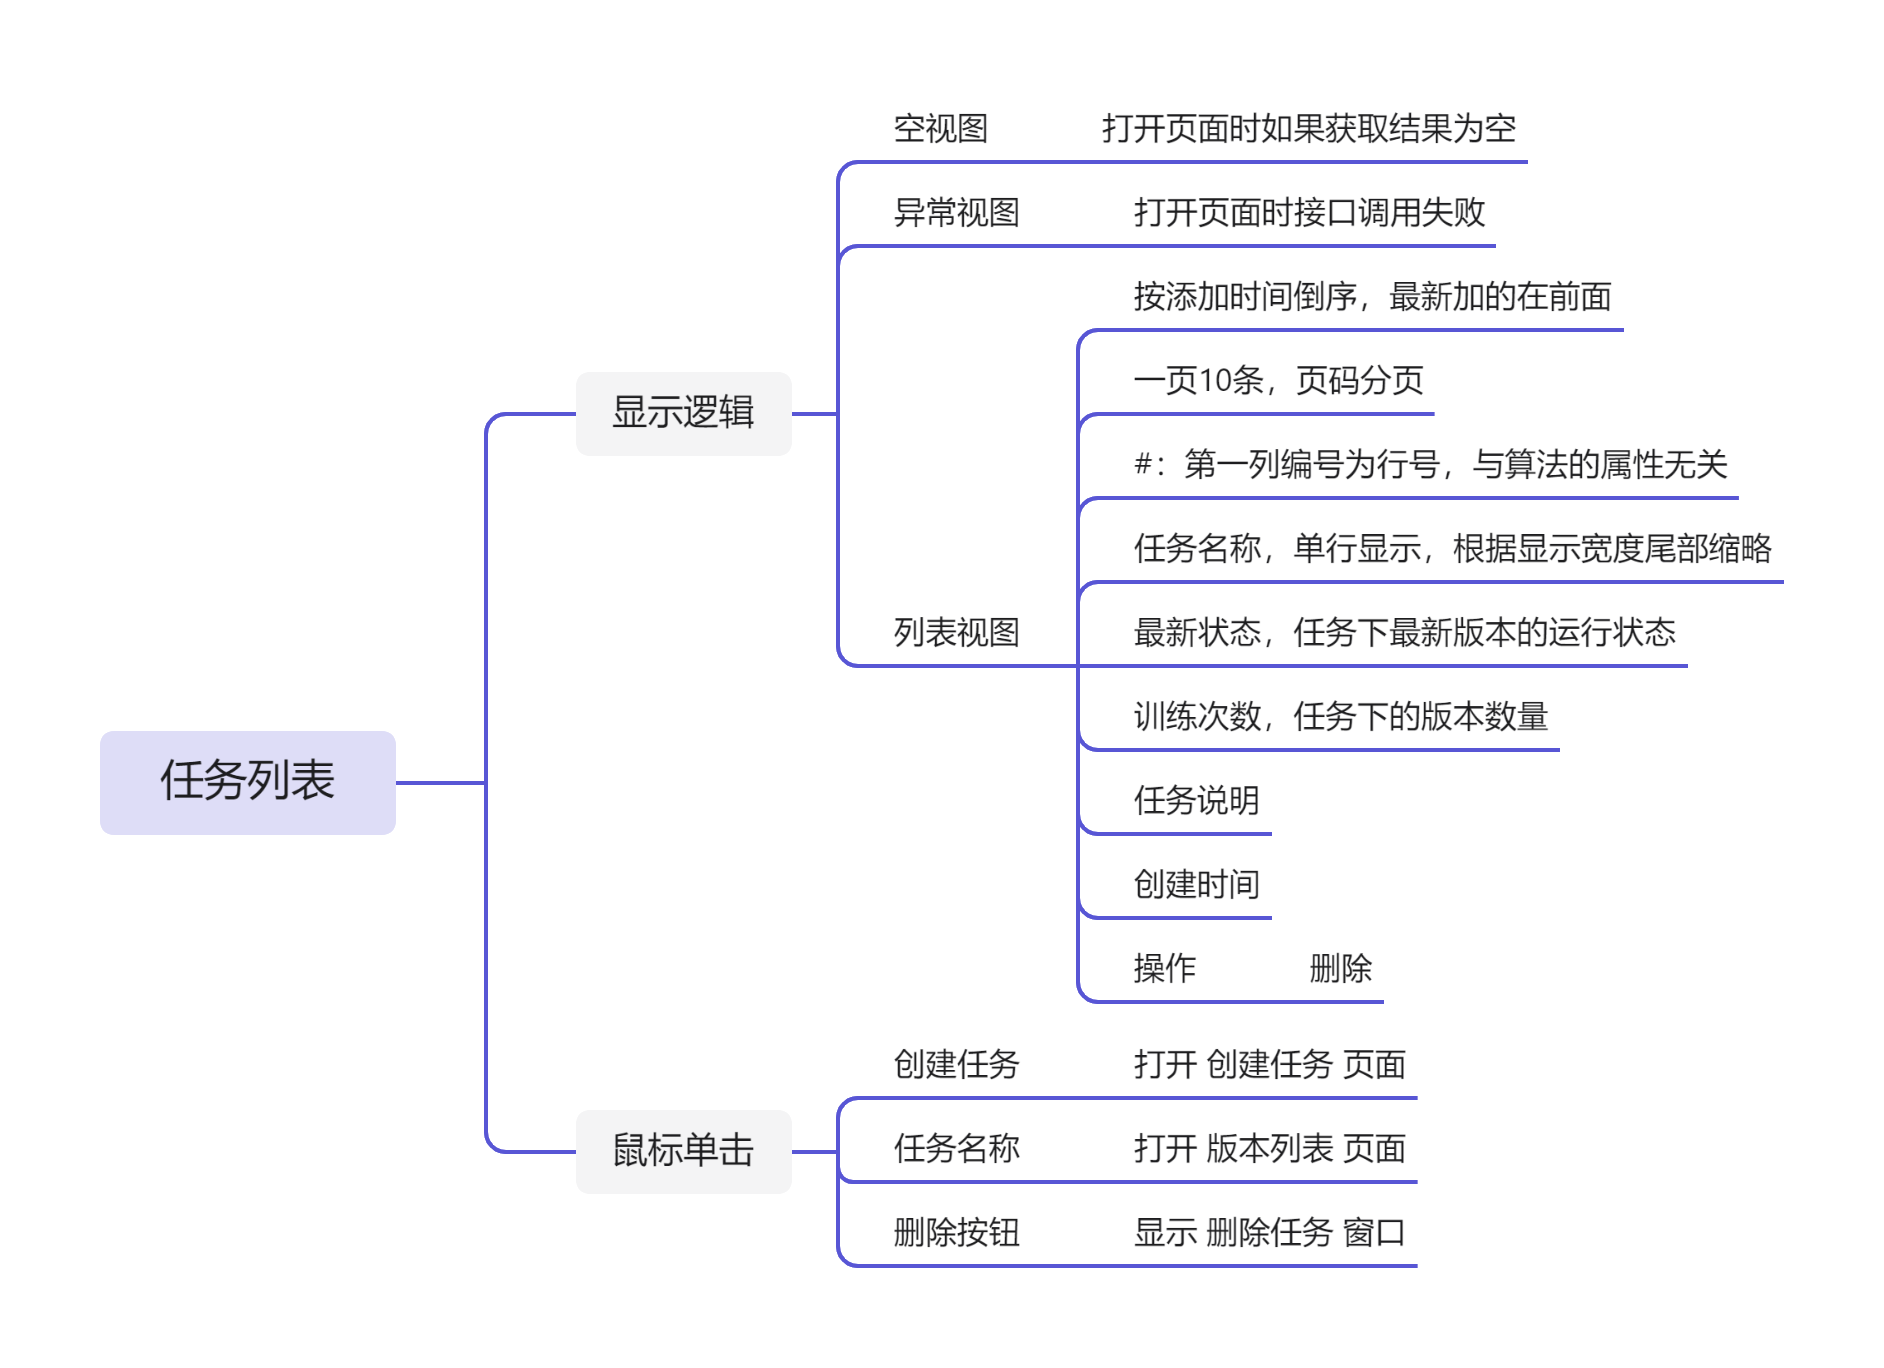 任务列表
显示逻辑
空视图 打开页面时如果获取结果为空
异常视图 打开页面时接口调用失败
列表视图
按添加时间倒序，最新加的在前面
一页10条，页码分页
#：第一列编号为行号，与算法的属性无关
任务名称，单行显示，根据显示宽度尾部缩略
最新状态，任务下最新版本的运行状态
训练次数，任务下的版本数量
任务说明
创建时间
操作 删除
鼠标单击
创建任务 打开 创建任务 页面
任务名称 打开 版本列表 页面
删除按钮 显示 删除任务 窗口